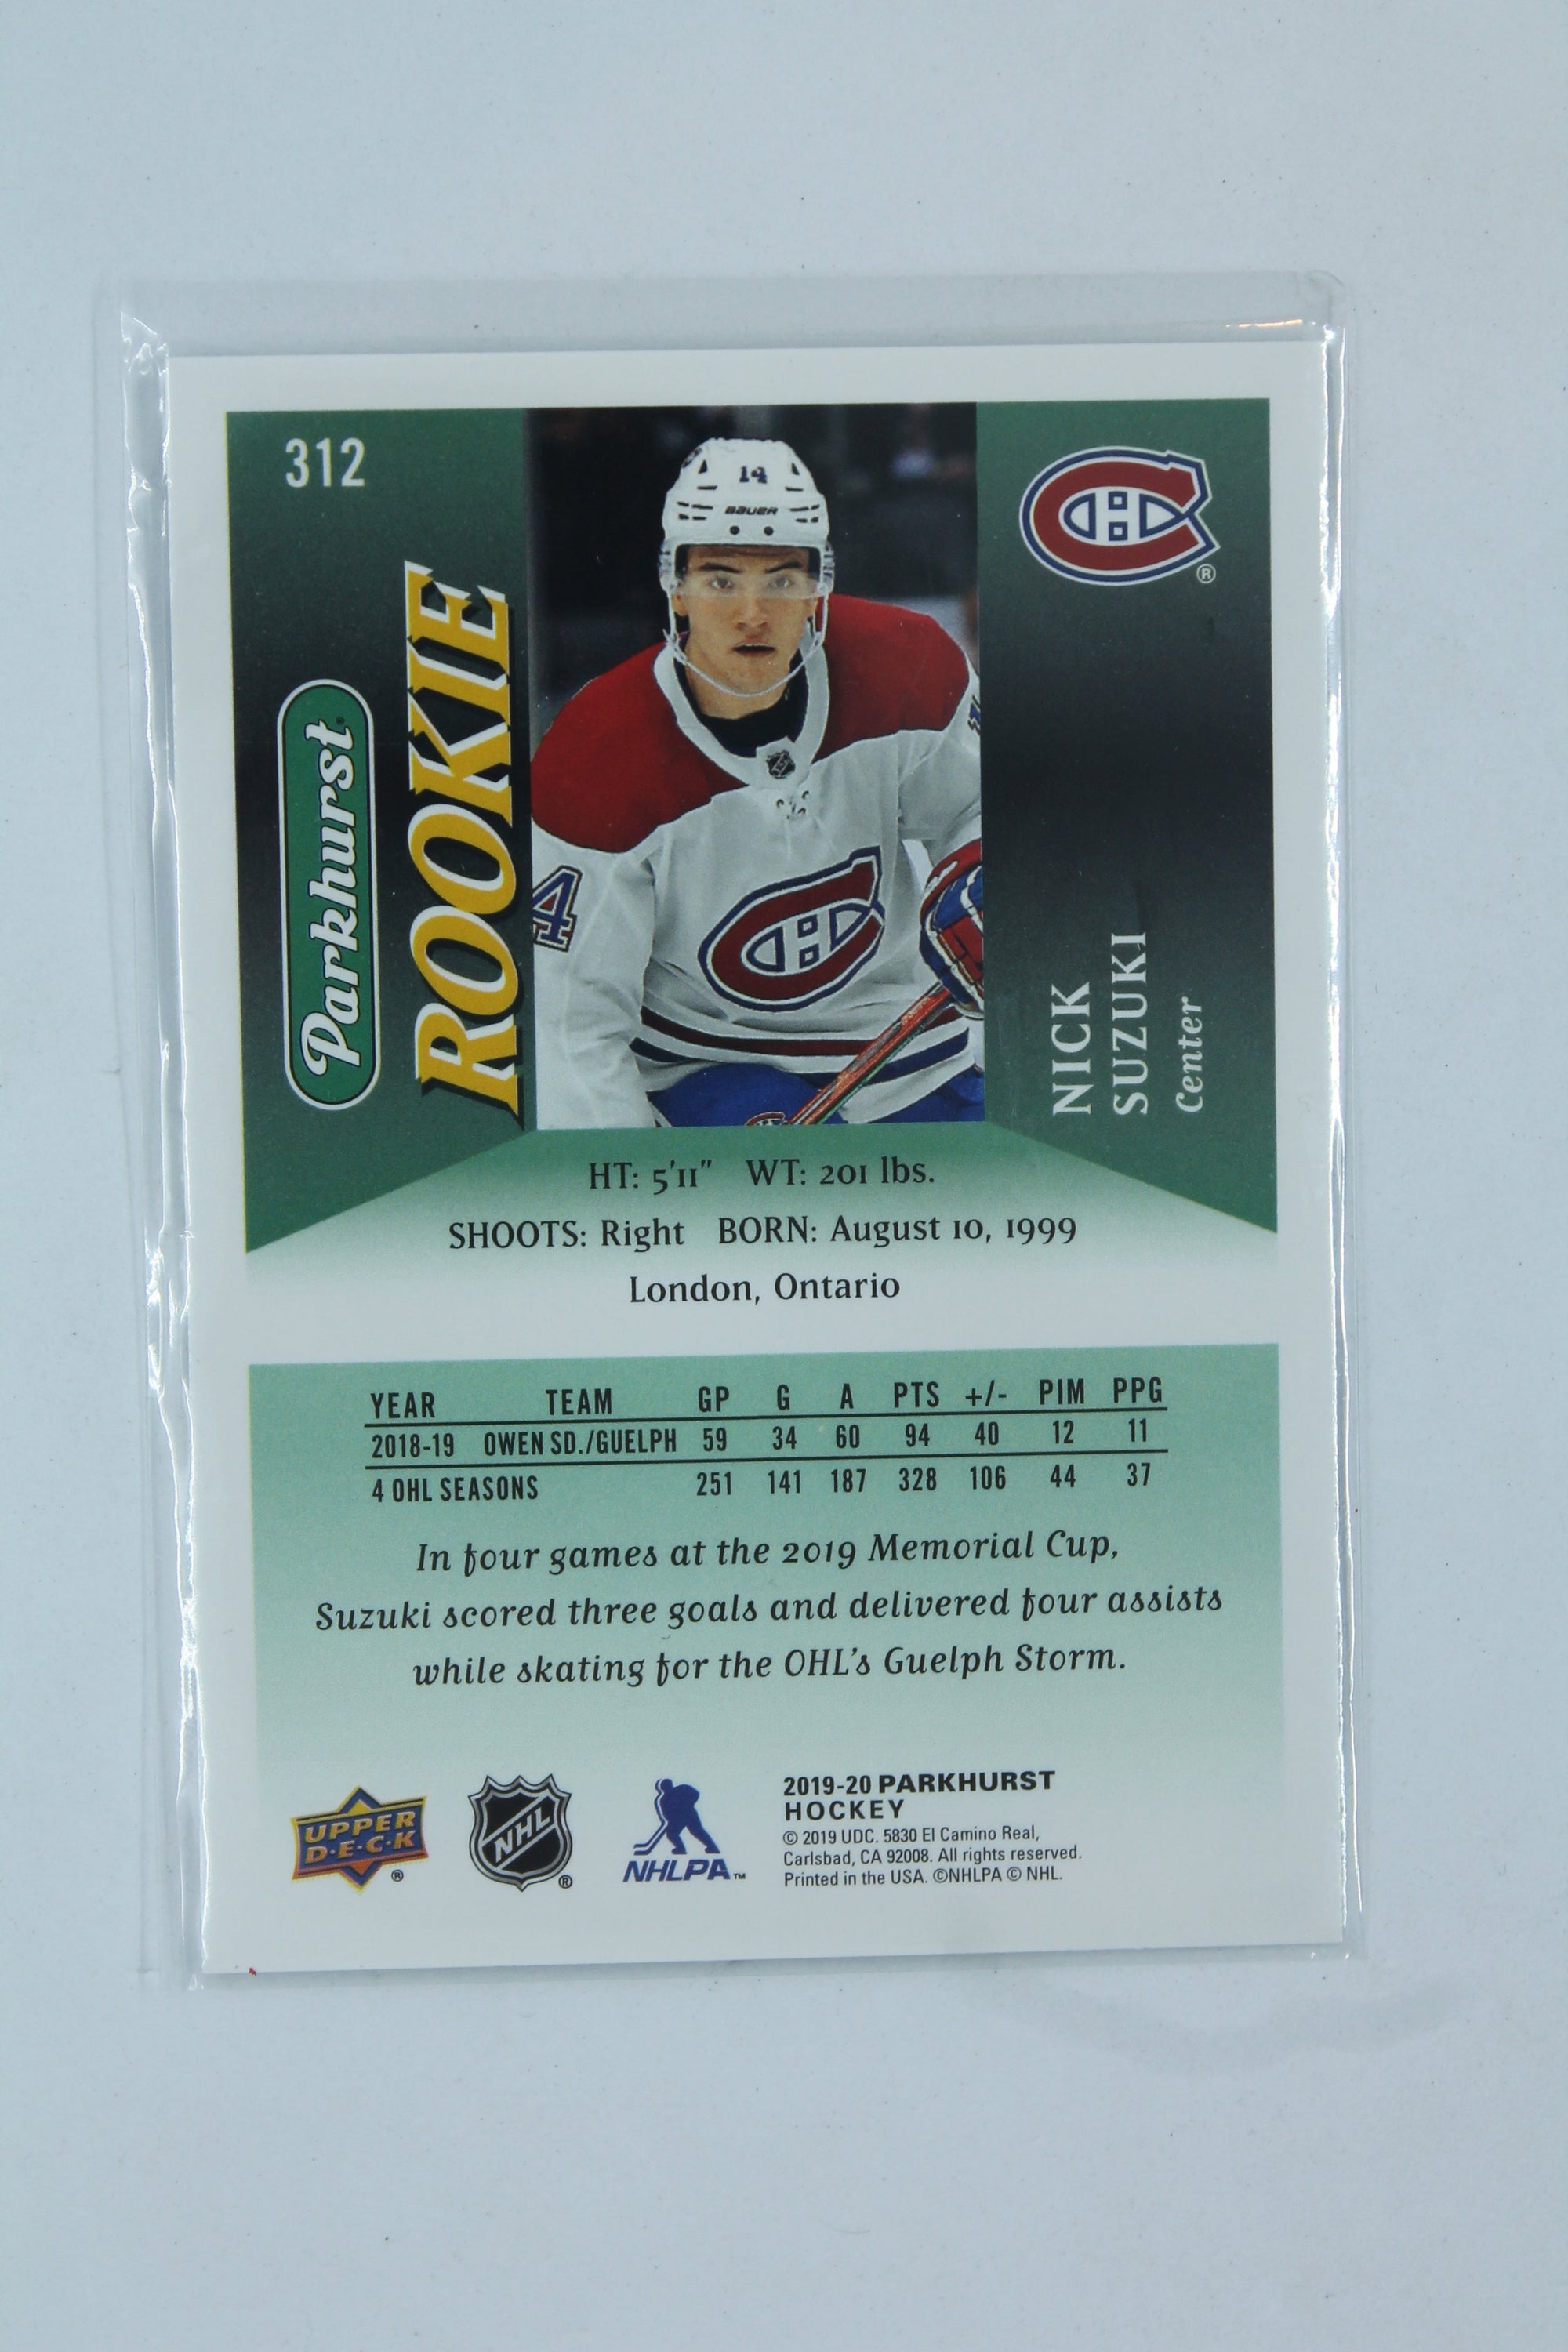 312
Parkhurst
ROOKIE
14
BAUER
4
NICK
SUZUKI
Center
HT: 5'11" WT: 201 lbs.
SHOOTS: Right BORN: August 10, 1999
London, Ontario
YEAR TEAM GP G A PTS +/- PIM PPG
2018-19 OWEN SD./GUELPH 59 34 60 94 40 12 11
4 OHL SEASONS 251 141 187 328 106 44 37
In four games at the 2019 Memorial Cup,
Suzuki scored three goals and delivered four assists
while skating for the OHL's Guelph Storm.
UPPER
D·E·C·K
®
NHL
®
NHLPA™
2019-20 PARKHURST
HOCKEY
© 2019 UDC. 5830 El Camino Real,
Carlsbad, CA 92008. All rights reserved.
Printed in the USA. ©NHLPA © NHL.